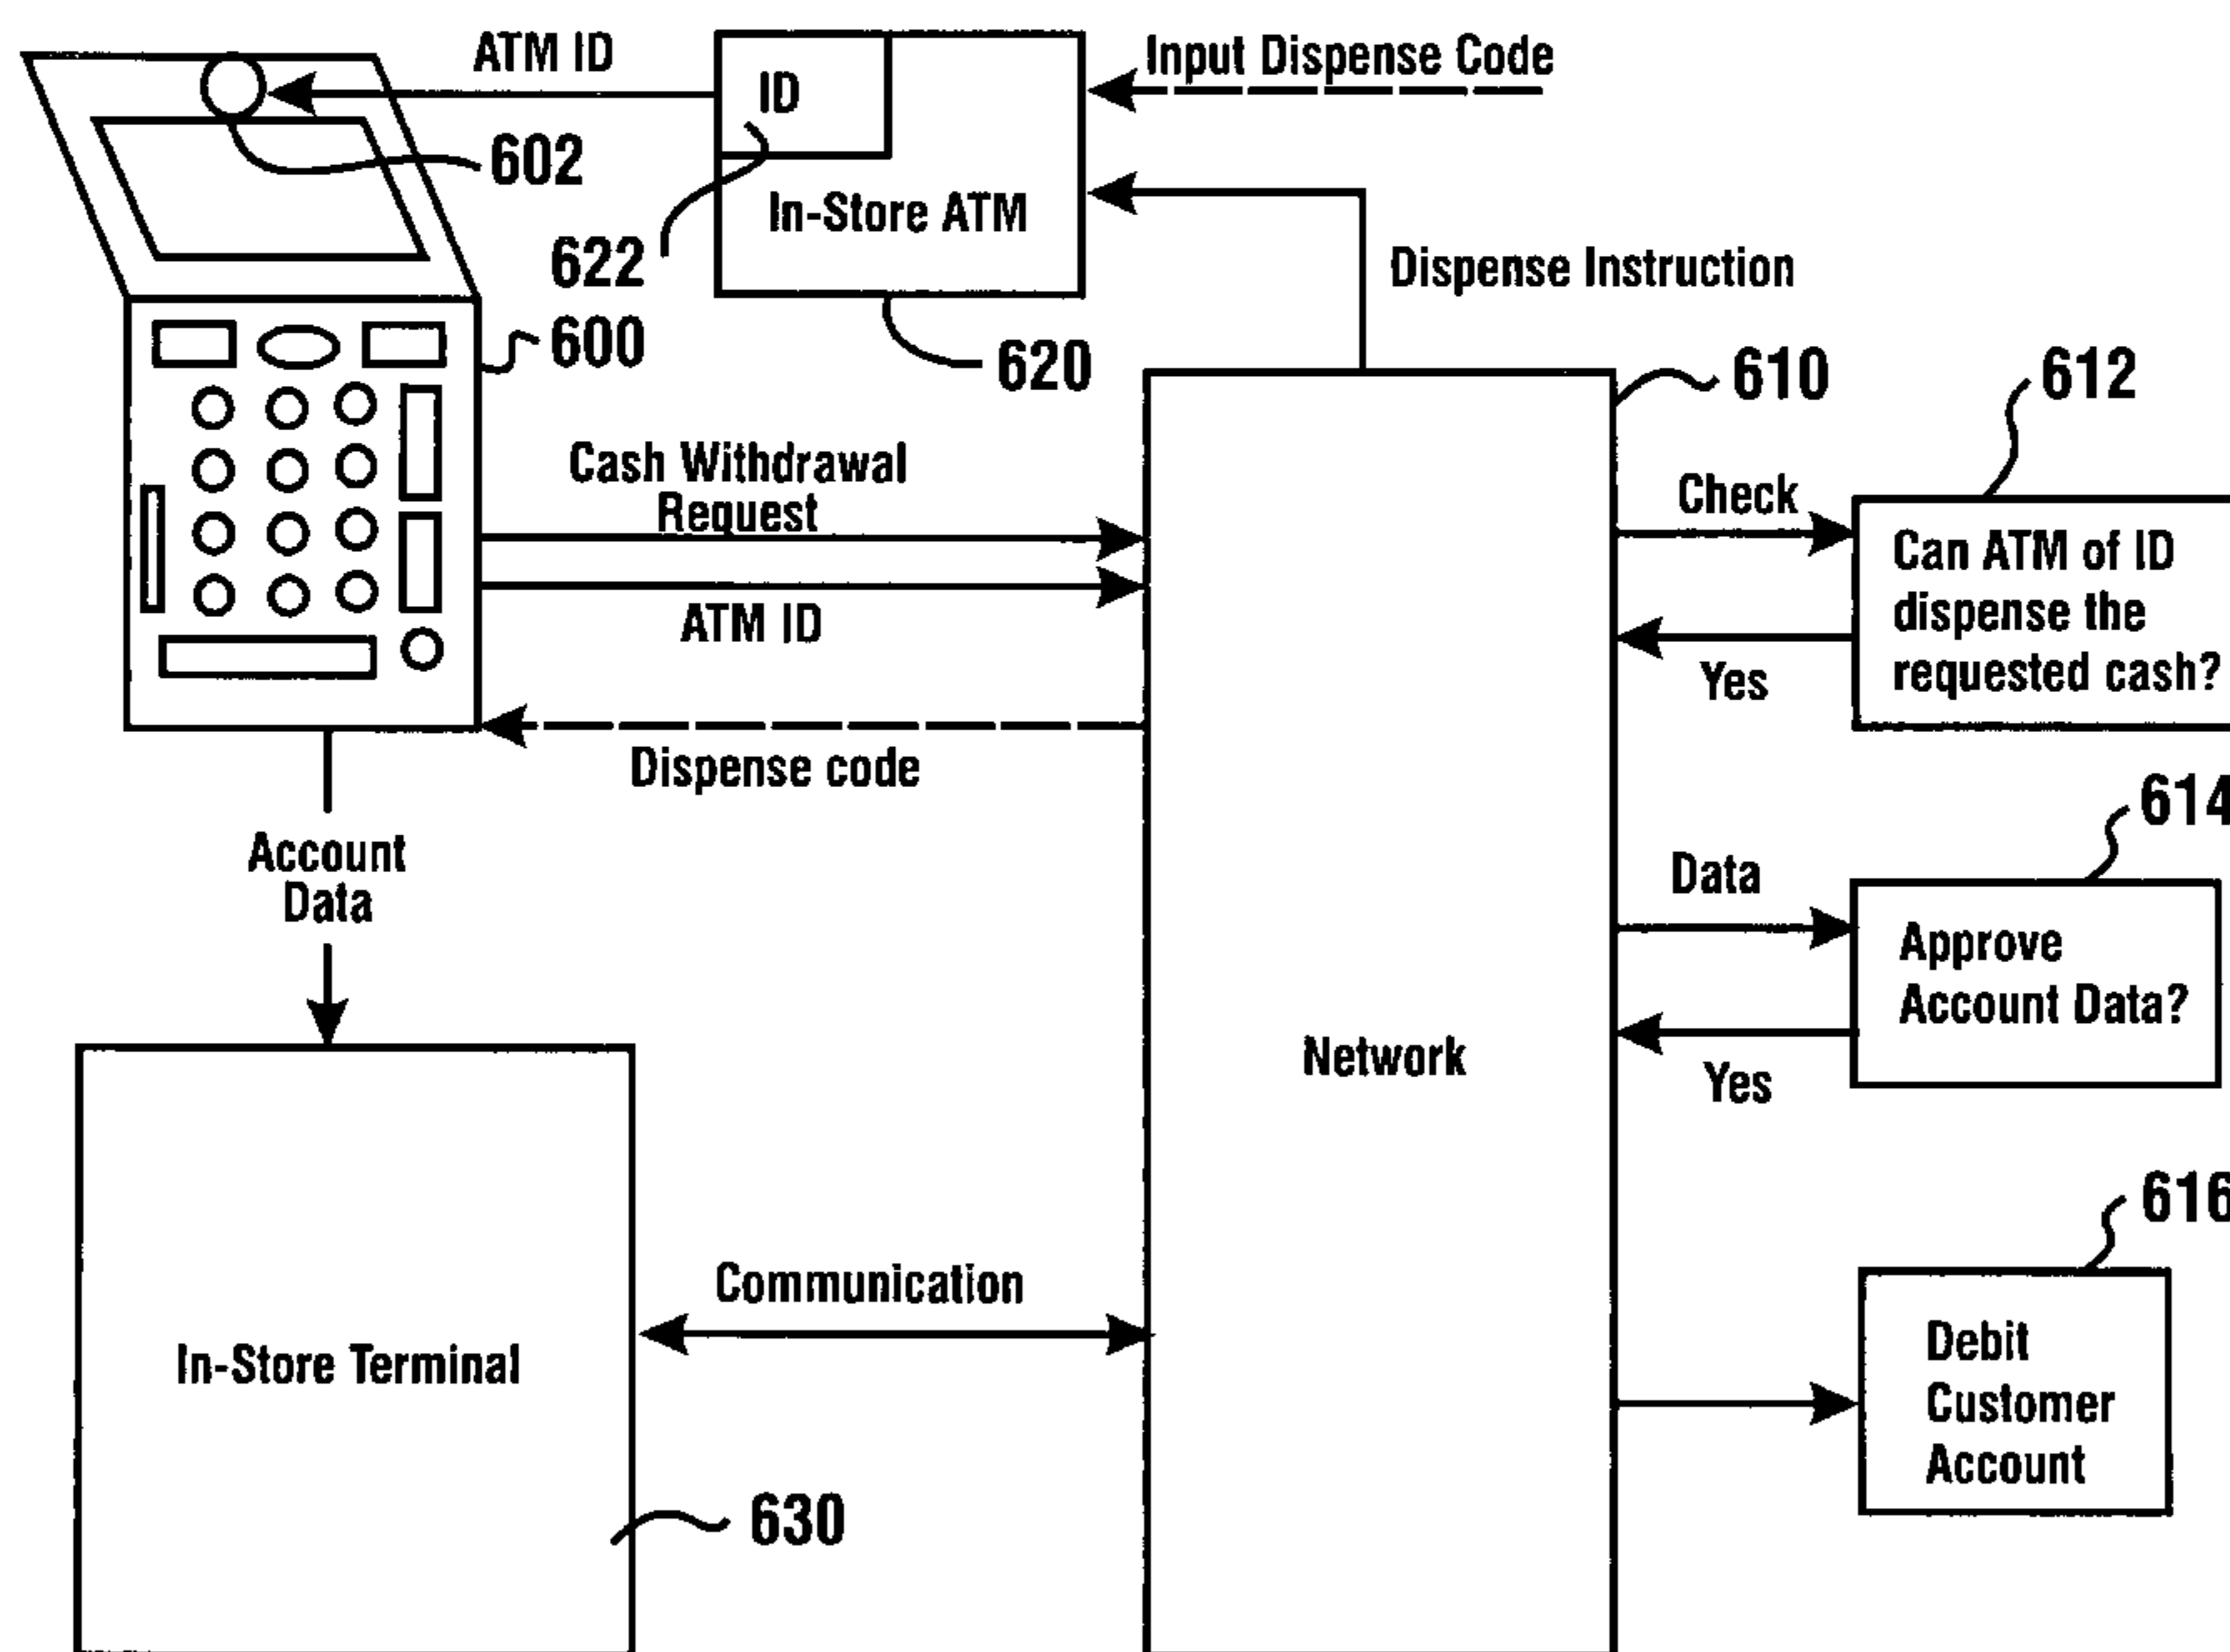 ATM ID
ID
Input Dispense Code
602
In-Store ATM
622
Dispense Instruction
600
620
610
612
Cash Withdrawal
Request
Check
Can ATM of ID
dispense the
requested cash?
ATM ID
Yes
Dispense code
614
Account
Data
Data
Approve
Account Data?
Network
Yes
616
Communication
In-Store Terminal
Debit
Customer
Account
630